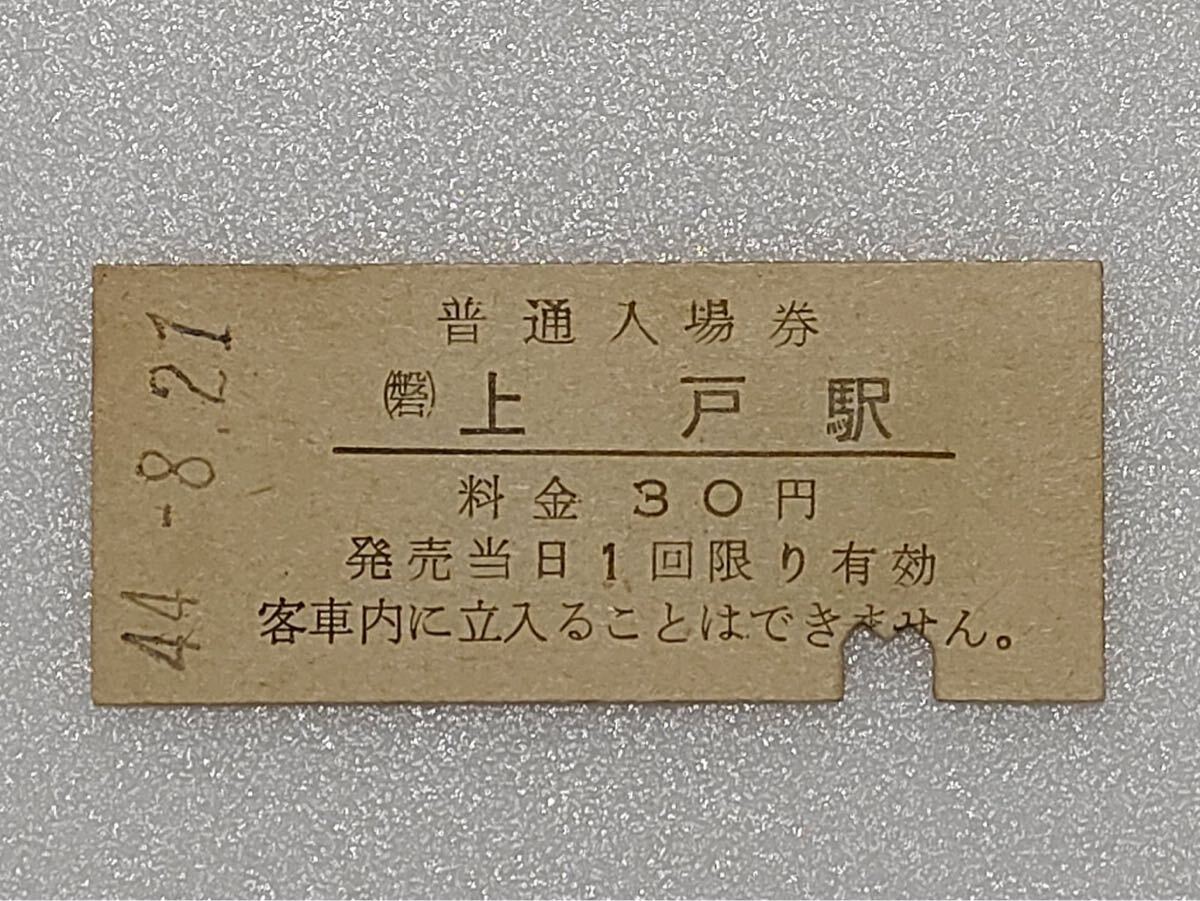 普通入場券
㊥磐 上戸駅
料金 30円
発売当日1回限り有効
客車内に立入ることはできません。
44.-8.21